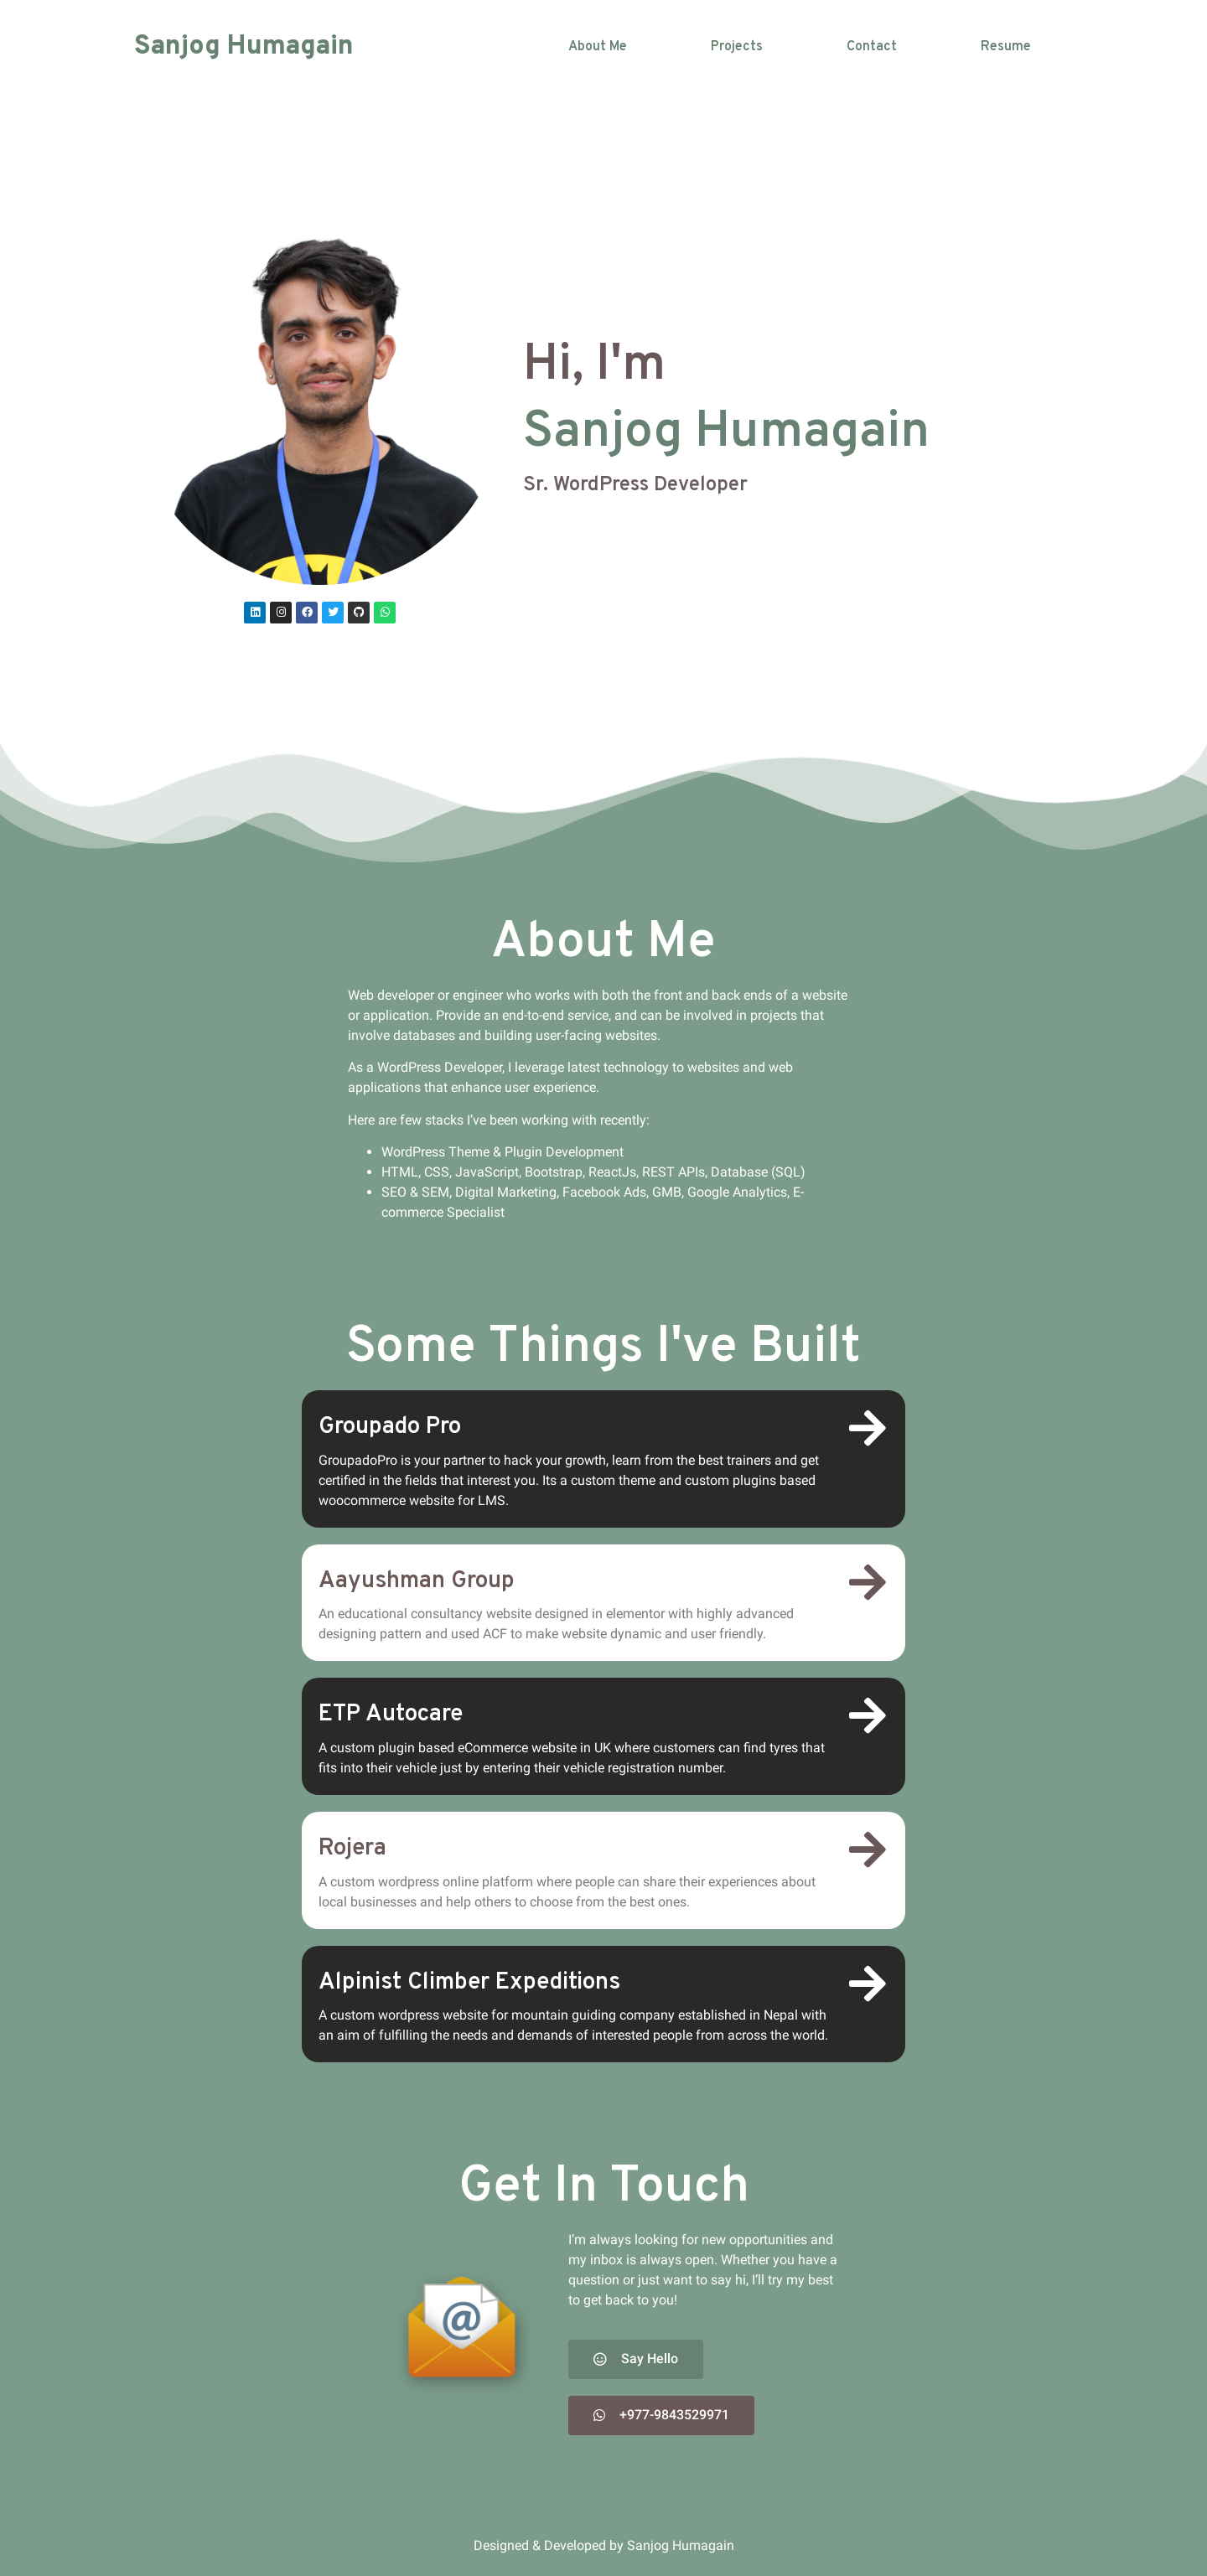 Sanjog Humagain
About Me
Projects
Contact
Resume
Hi, I'm
Sanjog Humagain
Sr. WordPress Developer
About Me
Web developer or engineer who works with both the front and back ends of a website
or application. Provide an end-to-end service, and can be involved in projects that
involve databases and building user-facing websites.
As a WordPress Developer, I leverage latest technology to websites and web
applications that enhance user experience.
Here are few stacks I’ve been working with recently:
• WordPress Theme & Plugin Development
• HTML, CSS, JavaScript, Bootstrap, ReactJs, REST APIs, Database (SQL)
• SEO & SEM, Digital Marketing, Facebook Ads, GMB, Google Analytics, E-
commerce Specialist
Some Things I've Built
Groupado Pro
GroupadoPro is your partner to hack your growth, learn from the best trainers and get
certified in the fields that interest you. Its a custom theme and custom plugins based
woocommerce website for LMS.
Aayushman Group
An educational consultancy website designed in elementor with highly advanced
designing pattern and used ACF to make website dynamic and user friendly.
ETP Autocare
A custom plugin based eCommerce website in UK where customers can find tyres that
fits into their vehicle just by entering their vehicle registration number.
Rojera
A custom wordpress online platform where people can share their experiences about
local businesses and help others to choose from the best ones.
Alpinist Climber Expeditions
A custom wordpress website for mountain guiding company established in Nepal with
an aim of fulfilling the needs and demands of interested people from across the world.
Get In Touch
I’m always looking for new opportunities and
my inbox is always open. Whether you have a
question or just want to say hi, I’ll try my best
to get back to you!
@
Say Hello
+977-9843529971
Designed & Developed by Sanjog Humagain